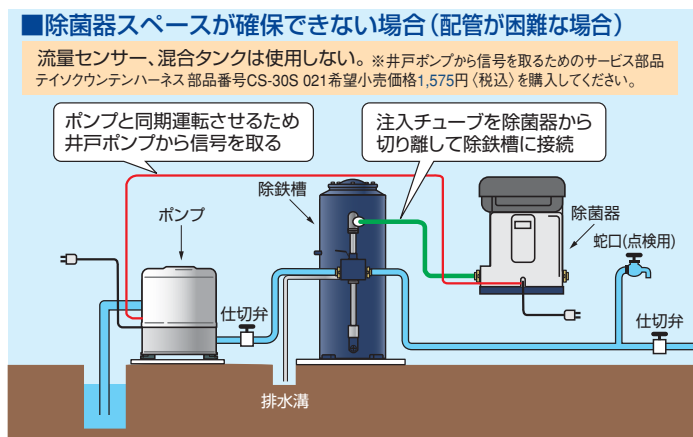 ■除菌器スペースが確保できない場合(配管が困難な場合)
流量センサー、混合タンクは使用しない。※井戸ポンプから信号を取るためのサービス部品
テイソクウンテンハーネス 部品番号CS-30S 021希望小売価格1,575円〈税込〉を購入してください。
ポンプと同期運転させるため
井戸ポンプから信号を取る
注入チューブを除菌器から
切り離して除鉄槽に接続
除鉄槽
ポンプ
除菌器
蛇口(点検用)
仕切弁
仕切弁
排水溝